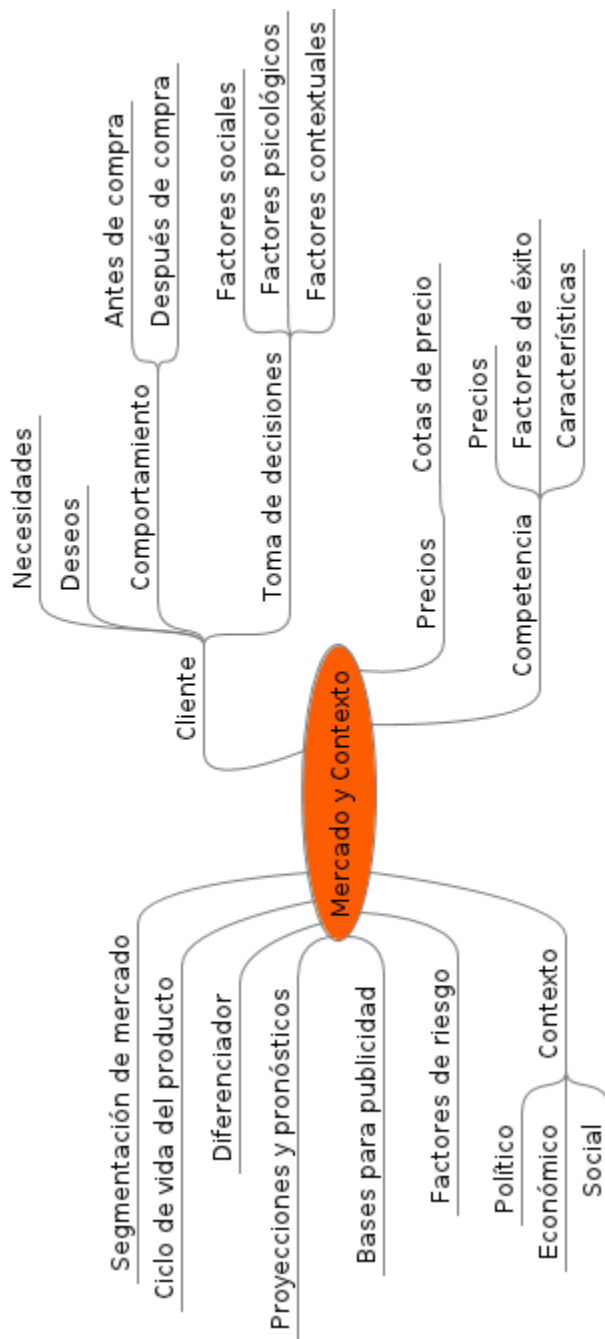 Mercado y Contexto
Cliente
Necesidades
Deseos
Comportamiento
Antes de compra
Después de compra
Toma de decisiones
Factores sociales
Factores psicológicos
Factores contextuales
Precios
Cotas de precio
Competencia
Precios
Factores de éxito
Características
Segmentación de mercado
Ciclo de vida del producto
Diferenciador
Proyecciones y pronósticos
Bases para publicidad
Factores de riesgo
Contexto
Político
Económico
Social